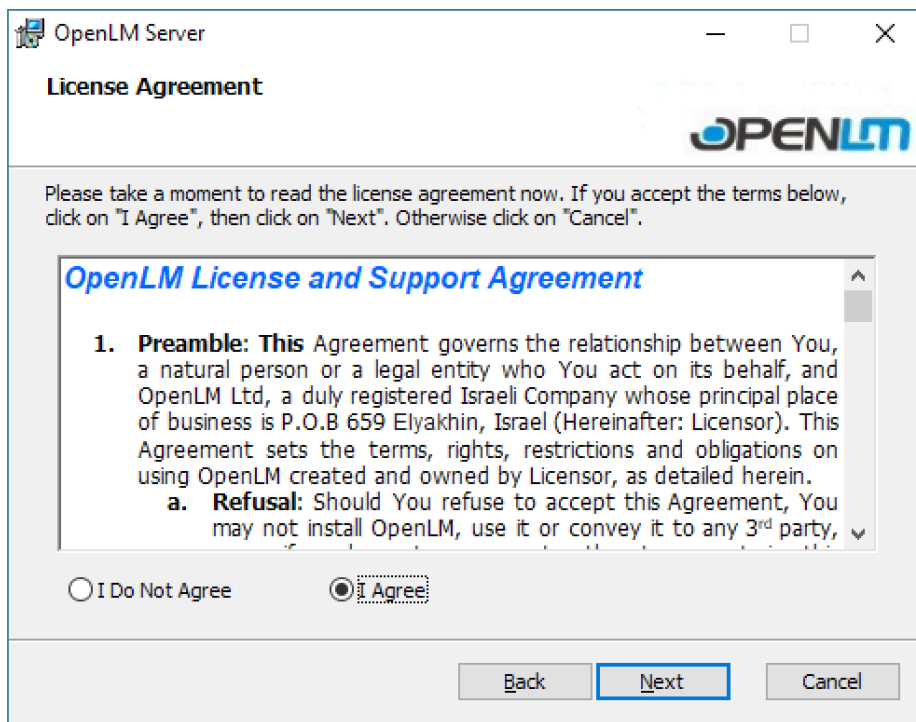 OpenLM Server
License Agreement
OPENLM
Please take a moment to read the license agreement now. If you accept the terms below,
click on "I Agree", then click on "Next". Otherwise click on "Cancel".
OpenLM License and Support Agreement
1. Preamble: This Agreement governs the relationship between You,
a natural person or a legal entity who You act on its behalf, and
OpenLM Ltd, a duly registered Israeli Company whose principal place
of business is P.O.B 659 Elyakhin, Israel (Hereinafter: Licensor). This
Agreement sets the terms, rights, restrictions and obligations on
using OpenLM created and owned by Licensor, as detailed herein.
a. Refusal: Should You refuse to accept this Agreement, You
may not install OpenLM, use it or convey it to any 3rd party,
I Do Not Agree
I Agree
Back
Next
Cancel